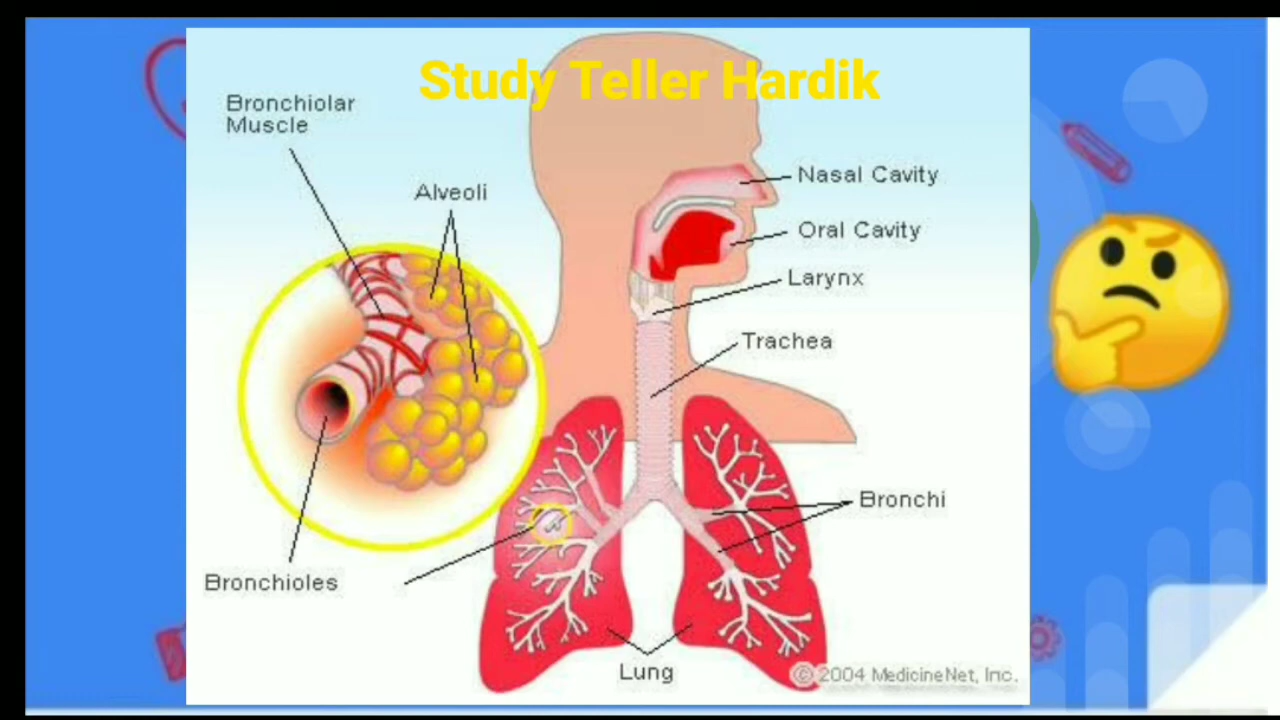 Study Teller Hardik
Bronchiolar
Muscle
Alveoli
Nasal Cavity
Oral Cavity
Larynx
Trachea
Bronchi
Bronchioles
Lung
© 2004 MedicineNet, Inc.